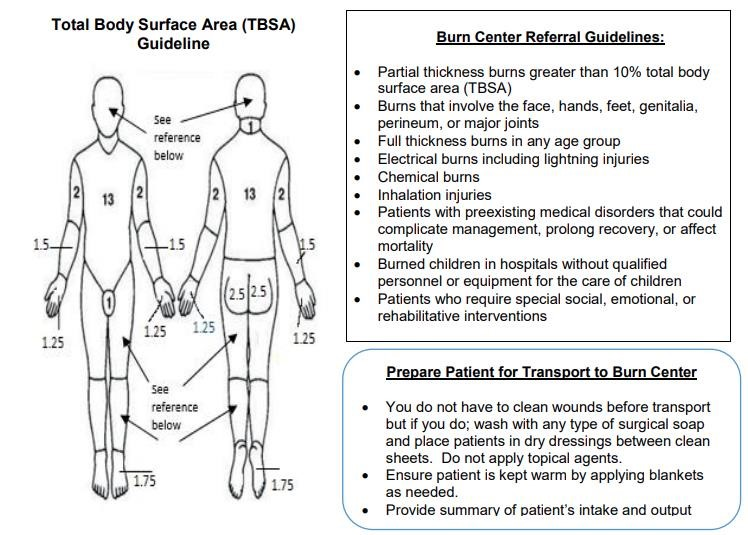 Total Body Surface Area (TBSA)
Guideline
See
reference
below
1
2
13
2
2
13
2
1.5
1.5
1.5
1
2.5
2.5
1.25
1.25
1.25
1.25
See
reference
below
1.75
1.75
Burn Center Referral Guidelines:
• Partial thickness burns greater than 10% total body
surface area (TBSA)
• Burns that involve the face, hands, feet, genitalia,
perineum, or major joints
• Full thickness burns in any age group
• Electrical burns including lightning injuries
• Chemical burns
• Inhalation injuries
• Patients with preexisting medical disorders that could
complicate management, prolong recovery, or affect
mortality
• Burned children in hospitals without qualified
personnel or equipment for the care of children
• Patients who require special social, emotional, or
rehabilitative interventions
Prepare Patient for Transport to Burn Center
• You do not have to clean wounds before transport
but if you do; wash with any type of surgical soap
and place patients in dry dressings between clean
sheets.  Do not apply topical agents.
• Ensure patient is kept warm by applying blankets
as needed.
• Provide summary of patient's intake and output